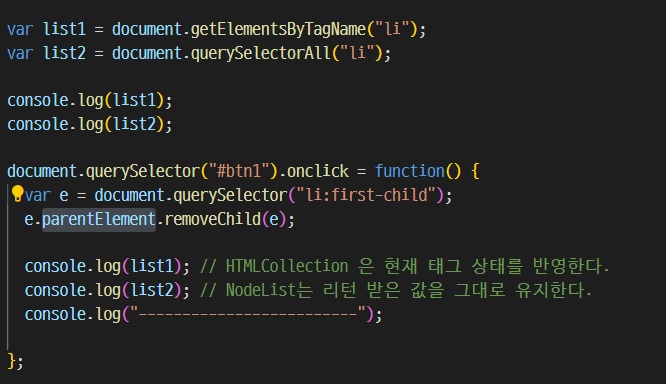 var list1 = document.getElementsByTagName("li");
var list2 = document.querySelectorAll("li");
console.log(list1);
console.log(list2);
document.querySelector("#btn1").onclick = function() {
var e = document.querySelector("li:first-child");
e.parentElement.removeChild(e);
console.log(list1); // HTMLCollection 은 현재 태그 상태를 반영한다.
console.log(list2); // NodeList는 리턴 받은 값을 그대로 유지한다.
console.log("-------------------------");
};